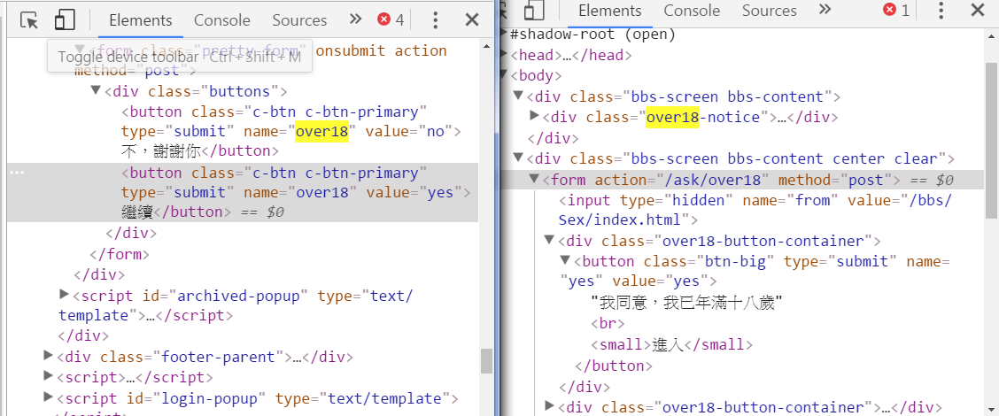 Elements Console Sources » 4
<form class="pretty-form" onsubmit action
Toggle device toolbar Ctrl + Shift + M
method="post">
<div class="buttons">
<button class="c-btn c-btn-primary"
type="submit" name="over18" value="no">
不，謝謝你</button>
<button class="c-btn c-btn-primary"
type="submit" name="over18" value="yes">
繼續</button> == $0
</div>
</form>
</div>
<script id="archived-popup" type="text/
template">…</script>
</div>
<div class="footer-parent">…</div>
<script>…</script>
<script id="login-popup" type="text/template">
…</script>
Elements Console Sources » 1
#shadow-root (open)
<head>…</head>
<body>
<div class="bbs-screen bbs-content">
<div class="over18-notice">…</div>
</div>
<div class="bbs-screen bbs-content center clear">
<form action="/ask/over18" method="post"> == $0
<input type="hidden" name="from" value="/bbs/
Sex/index.html">
<div class="over18-button-container">
<button class="btn-big" type="submit" name=
"yes" value="yes">
"我同意，我已年滿十八歲"
<br>
<small>進入</small>
</button>
</div>
<div class="over18-button-container">…</div>